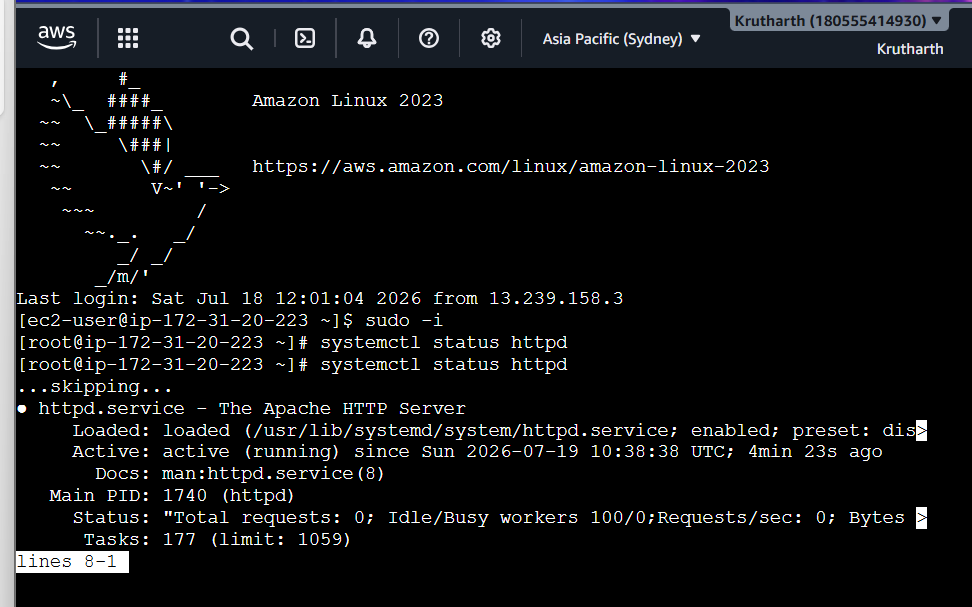 aws
Asia Pacific (Sydney) ▼
Krutharth (180555414930) ▼
Krutharth
   ,     #_
   ~\_  ####_        Amazon Linux 2023
  ~~  \_#####\
  ~~     \###|
  ~~       \#/ ___   https://aws.amazon.com/linux/amazon-linux-2023
   ~~       V~' '->
    ~~~         /
      ~~._.   _/
         _/ _/
       _/m/'
Last login: Sat Jul 18 12:01:04 2026 from 13.239.158.3
[ec2-user@ip-172-31-20-223 ~]$ sudo -i
[root@ip-172-31-20-223 ~]# systemctl status httpd
[root@ip-172-31-20-223 ~]# systemctl status httpd
...skipping...
● httpd.service - The Apache HTTP Server
     Loaded: loaded (/usr/lib/systemd/system/httpd.service; enabled; preset: dis>
     Active: active (running) since Sun 2026-07-19 10:38:38 UTC; 4min 23s ago
       Docs: man:httpd.service(8)
   Main PID: 1740 (httpd)
     Status: "Total requests: 0; Idle/Busy workers 100/0;Requests/sec: 0; Bytes >
      Tasks: 177 (limit: 1059)
lines 8-1